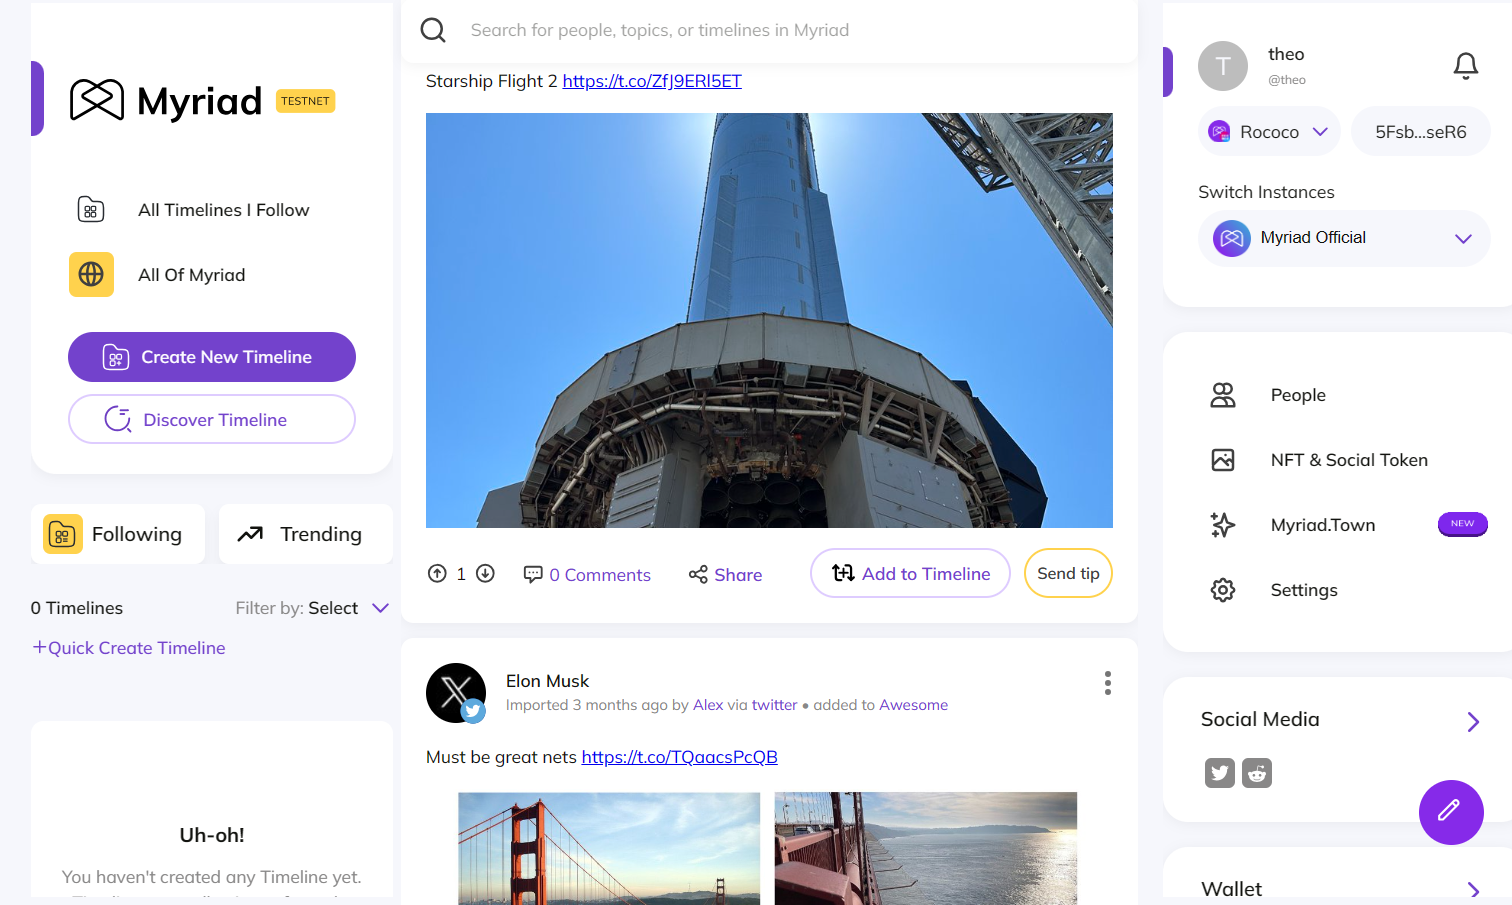 Myriad TESTNET
All Timelines I Follow
All Of Myriad
Create New Timeline
Discover Timeline
Following
Trending
0 Timelines
Filter by: Select
+Quick Create Timeline
Uh-oh!
You haven't created any Timeline yet.
Search for people, topics, or timelines in Myriad
Starship Flight 2 https://t.co/ZfJ9ERl5ET
1
0 Comments
Share
Add to Timeline
Send tip
Elon Musk
Imported 3 months ago by Alex via twitter • added to Awesome
Must be great nets https://t.co/TQaacsPcQB
T
theo
@theo
Rococo
5Fsb...seR6
Switch Instances
Myriad Official
People
NFT & Social Token
Myriad.Town NEW
Settings
Social Media
Wallet